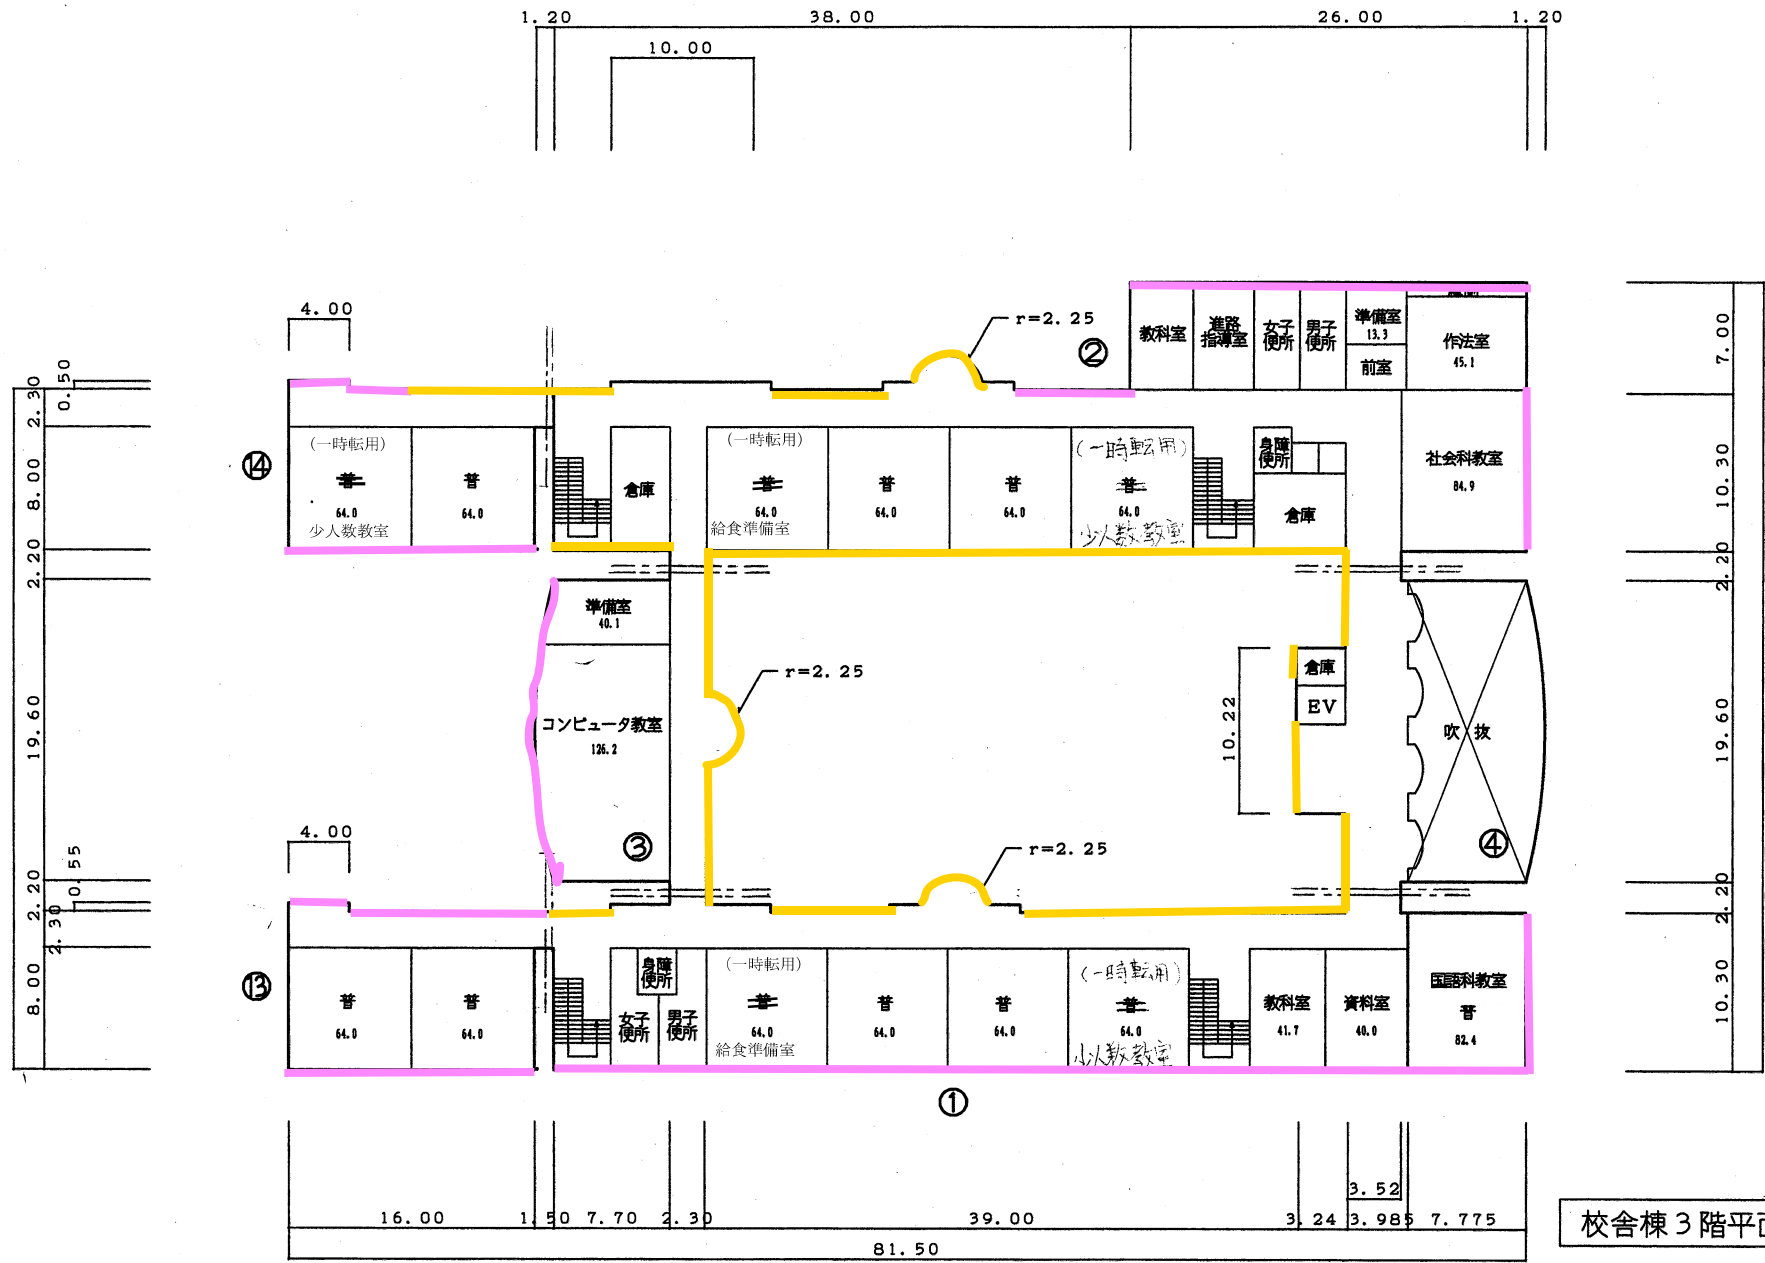 1.20
38.00
26.00
1.20
10.00
4.00
r=2.25
②
教科室
進路
指導室
女子
便所
男子
便所
準備室
13.3
前室
作法室
45.1
7.00
0.50
2.30
⑭
(一時転用)
普
64.0
少人数教室
普
64.0
倉庫
(一時転用)
普
64.0
給食準備室
普
64.0
普
64.0
(一時転用)
普
64.0
少人数教室
身障
便所
倉庫
社会科教室
84.9
8.00
10.30
2.20
2.20
準備室
40.1
r=2.25
コンピュータ教室
126.2
倉庫
EV
10.22
吹 抜
19.60
19.60
4.00
③
r=2.25
④
0.55
2.20
2.30
2.20
⑬
普
64.0
普
64.0
身障
便所
女子
便所
男子
便所
(一時転用)
普
64.0
給食準備室
普
64.0
普
64.0
(一時転用)
普
64.0
少人数教室
教科室
41.7
資料室
40.0
国語科教室
普
82.4
8.00
10.30
①
3.52
16.00
1.50
7.70
2.30
39.00
3.24
3.985
7.775
81.50
校舎棟3階平